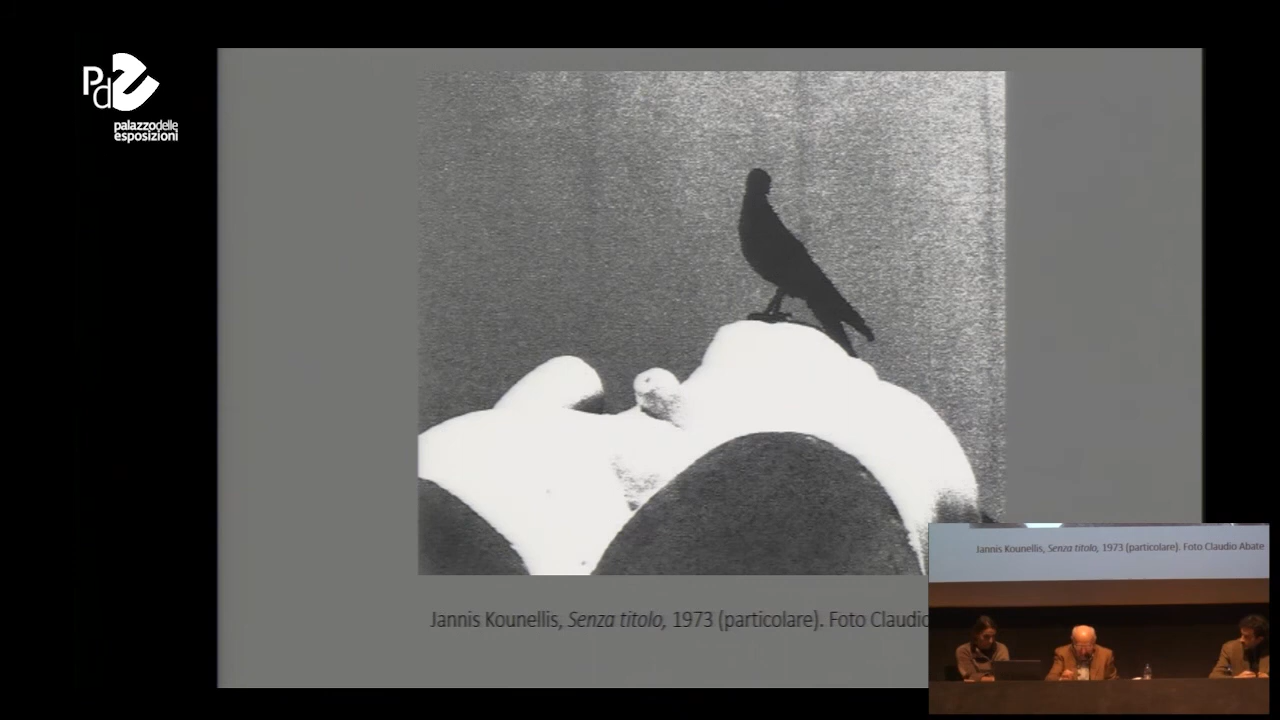 Pd
palazzodelle
esposizioni
Jannis Kounellis, Senza titolo, 1973 (particolare). Foto Claudio
Jannis Kounellis, Senza titolo, 1973 (particolare). Foto Claudio Abate